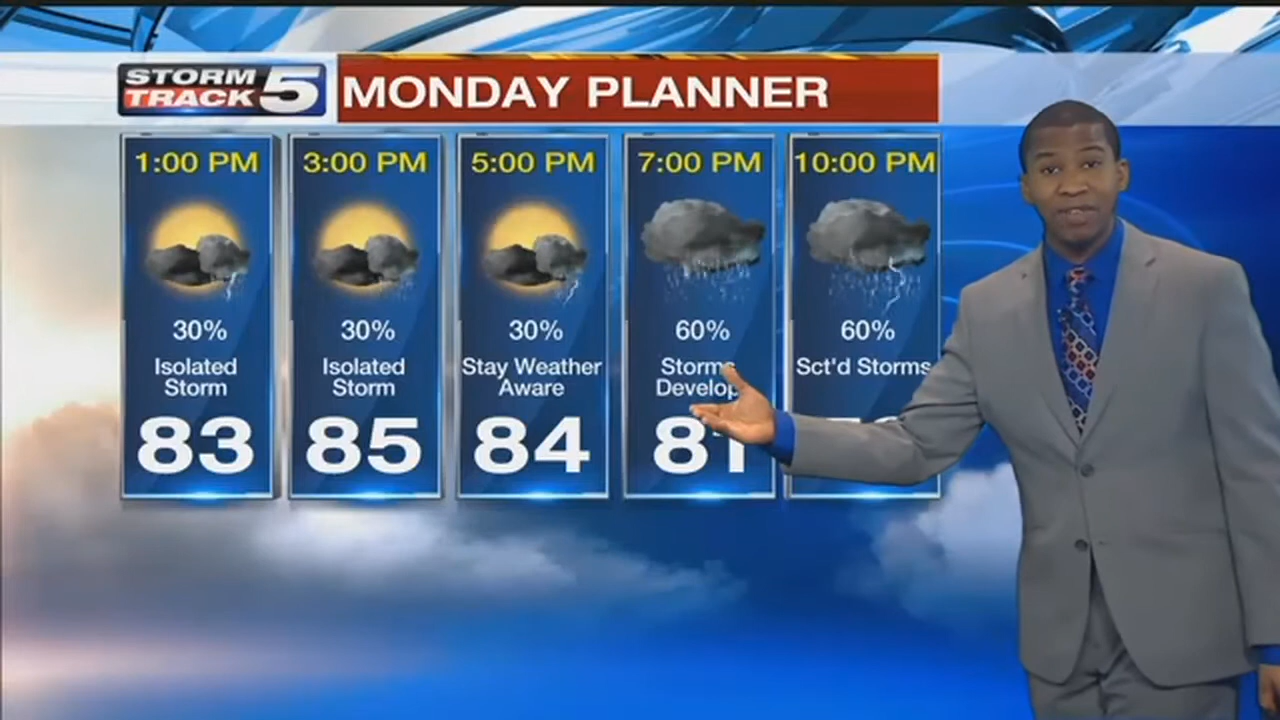 STORM
TRACK 5
MONDAY PLANNER
1:00 PM
30%
Isolated
Storm
83
3:00 PM
30%
Isolated
Storm
85
5:00 PM
30%
Stay Weather
Aware
84
7:00 PM
60%
Storms
Develop
81
10:00 PM
60%
Sct'd Storms